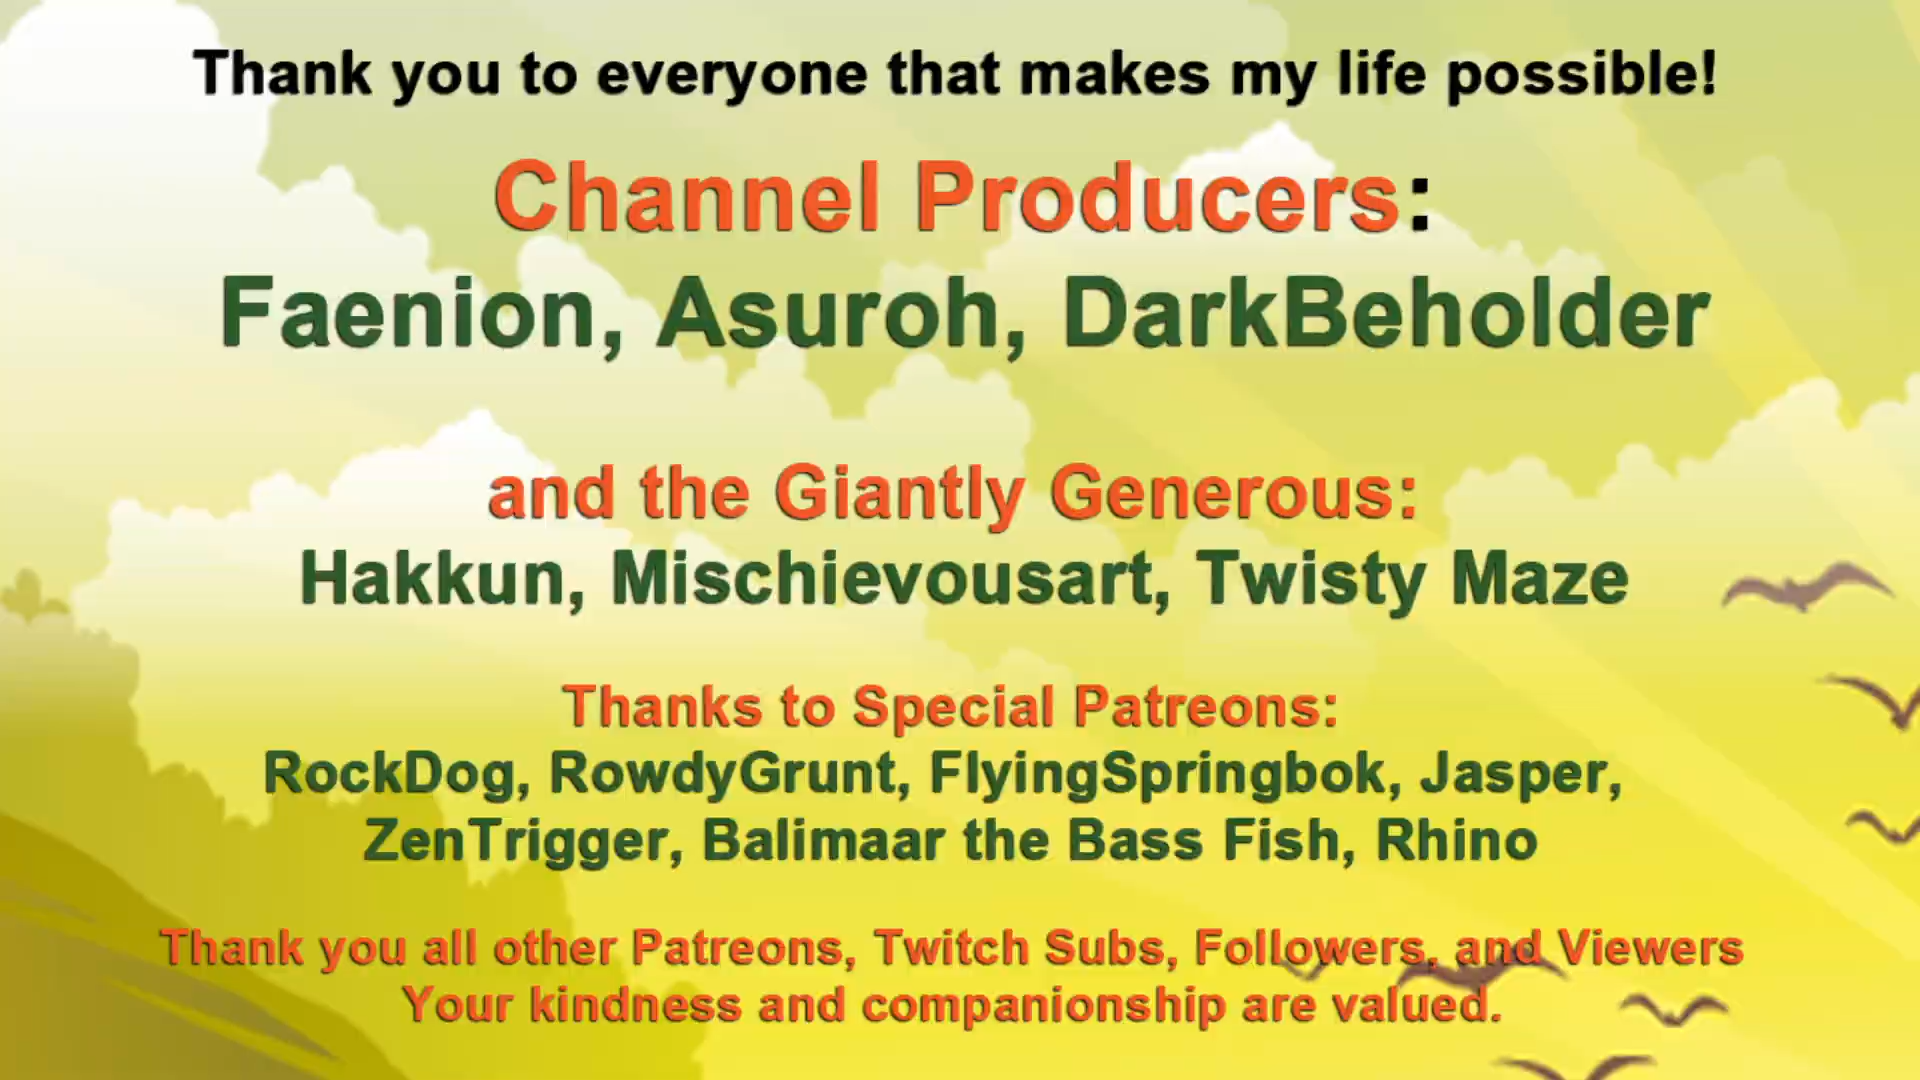 Thank you to everyone that makes my life possible!
Channel Producers:
Faenion, Asuroh, DarkBeholder
and the Giantly Generous:
Hakkun, Mischievousart, Twisty Maze
Thanks to Special Patreons:
RockDog, RowdyGrunt, FlyingSpringbok, Jasper,
ZenTrigger, Balimaar the Bass Fish, Rhino
Thank you all other Patreons, Twitch Subs, Followers, and Viewers
Your kindness and companionship are valued.